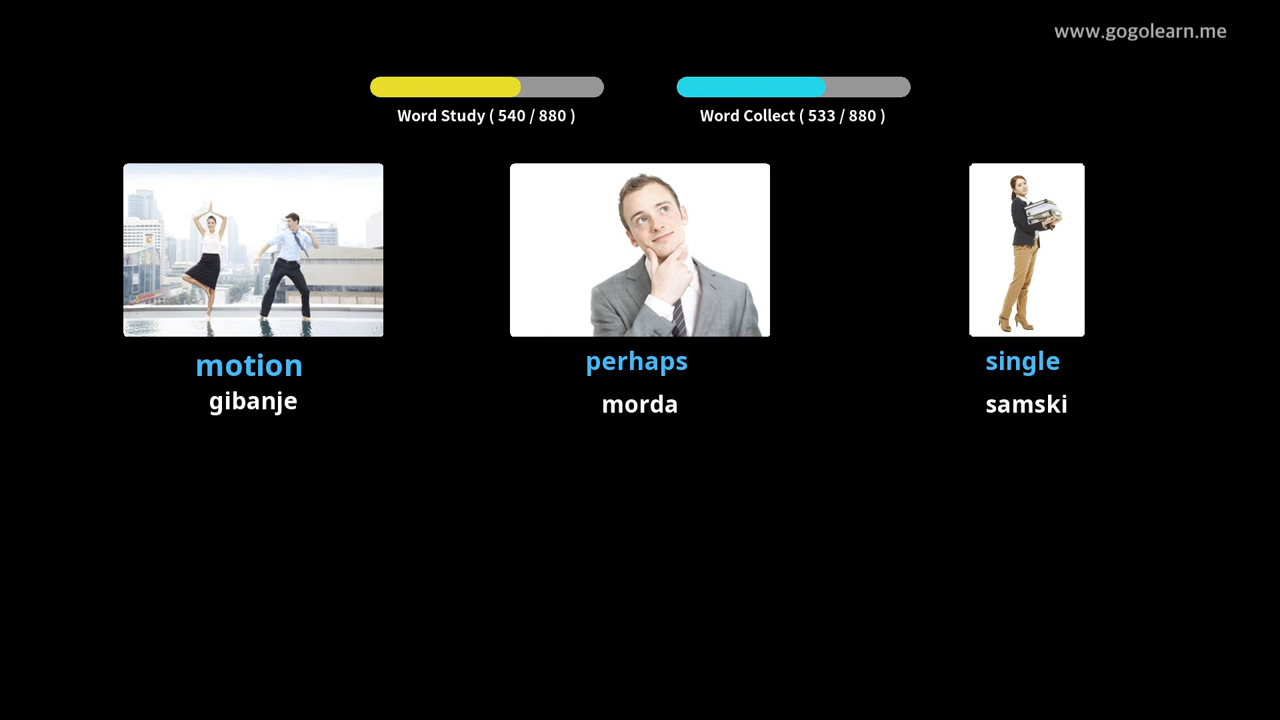 www.gogolearn.me
Word Study ( 540 / 880 )
Word Collect ( 533 / 880 )
motion
gibanje
perhaps
morda
single
samski